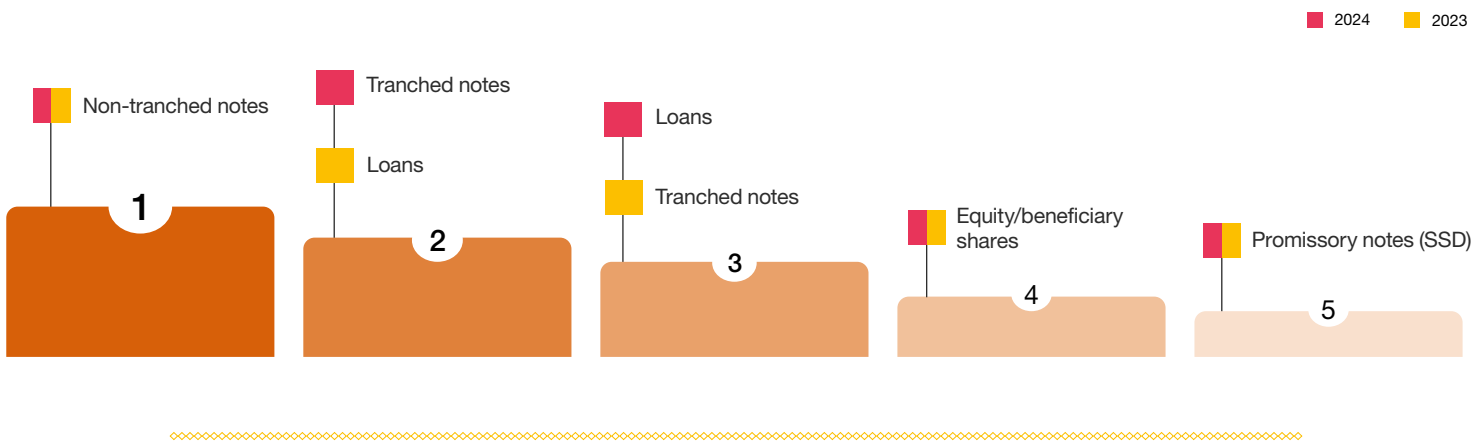 2024
2023
Non-tranched notes
Tranched notes
Loans
Loans
Tranched notes
Equity/beneficiary
shares
Promissory notes (SSD)
1
2
3
4
5